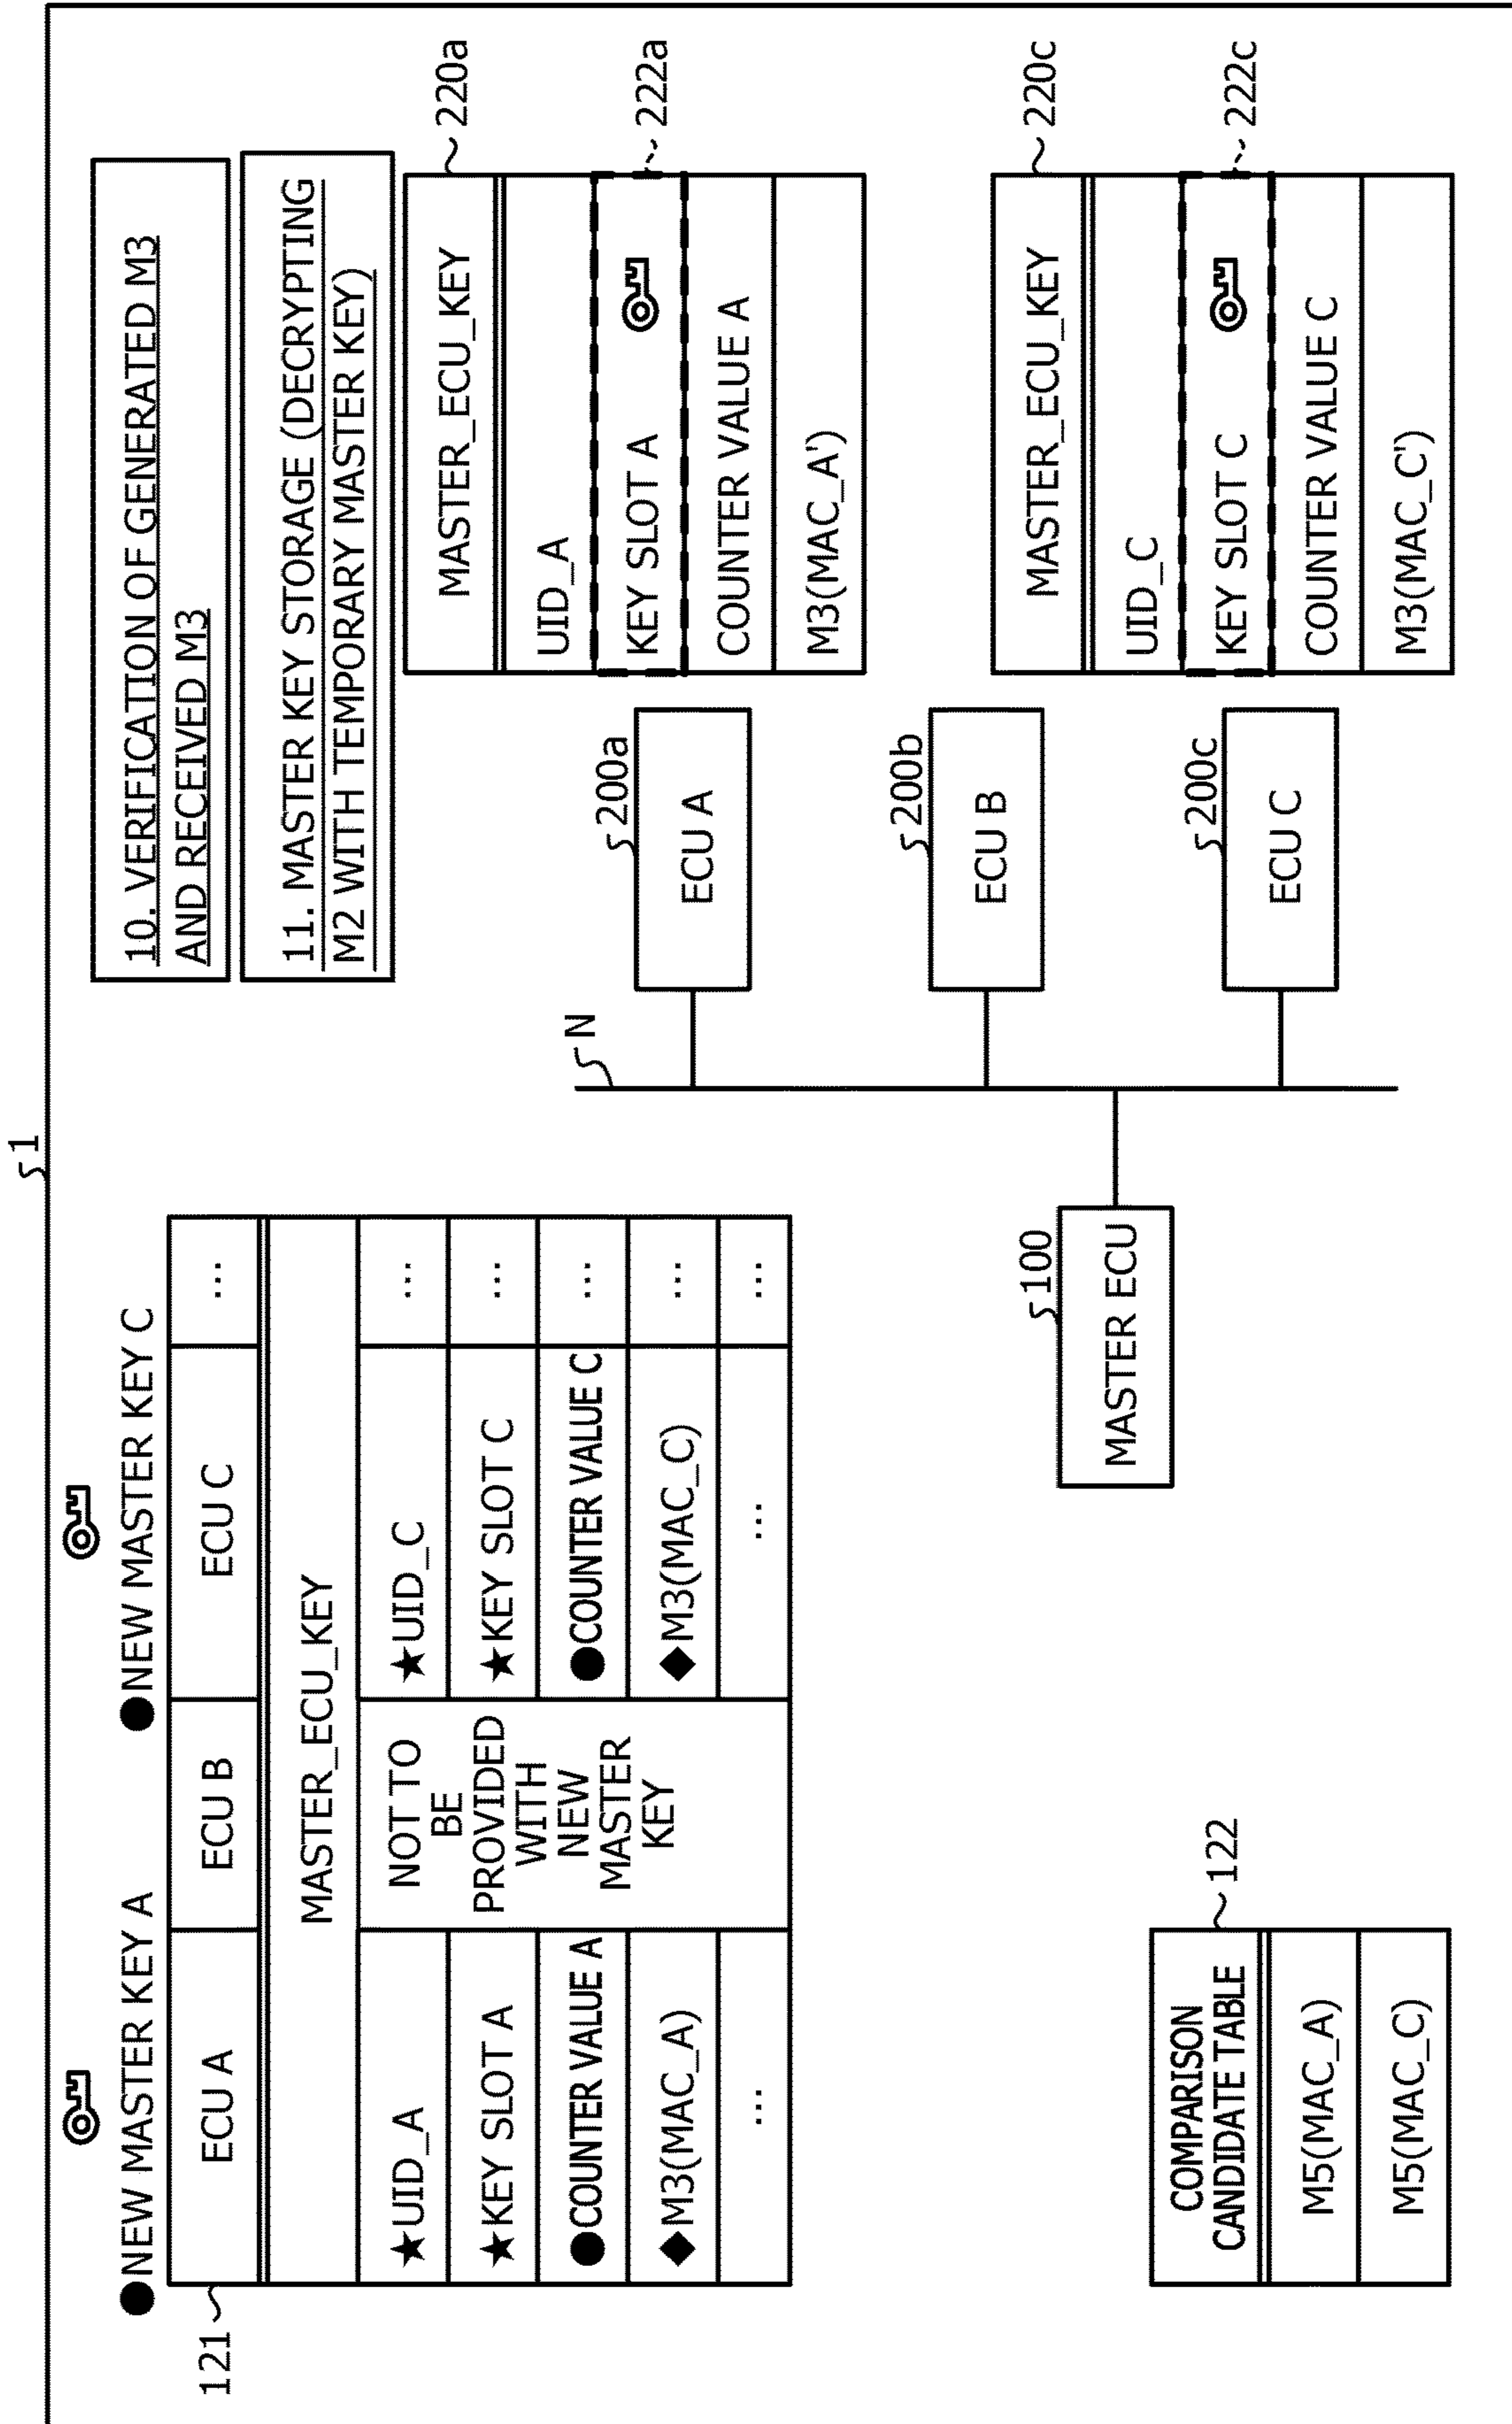 1
●NEW MASTER KEY A
●NEW MASTER KEY C
121
ECU A
ECU B
ECU C
...
MASTER_ECU_KEY
★UID_A
NOT TO
BE
PROVIDED
WITH
NEW
MASTER
KEY
★UID_C
...
★KEY SLOT A
★KEY SLOT C
...
●COUNTER VALUE A
●COUNTER VALUE C
...
◆M3(MAC_A)
◆M3(MAC_C)
...
...
...
...
10. VERIFICATION OF GENERATED M3
AND RECEIVED M3
11. MASTER KEY STORAGE (DECRYPTING
M2 WITH TEMPORARY MASTER KEY)
220a
MASTER_ECU_KEY
UID_A
KEY SLOT A
222a
COUNTER VALUE A
M3(MAC_A')
N
200a
ECU A
200b
ECU B
200c
ECU C
100
MASTER ECU
220c
MASTER_ECU_KEY
UID_C
KEY SLOT C
222c
COUNTER VALUE C
M3(MAC_C')
122
COMPARISON
CANDIDATE TABLE
M5(MAC_A)
M5(MAC_C)